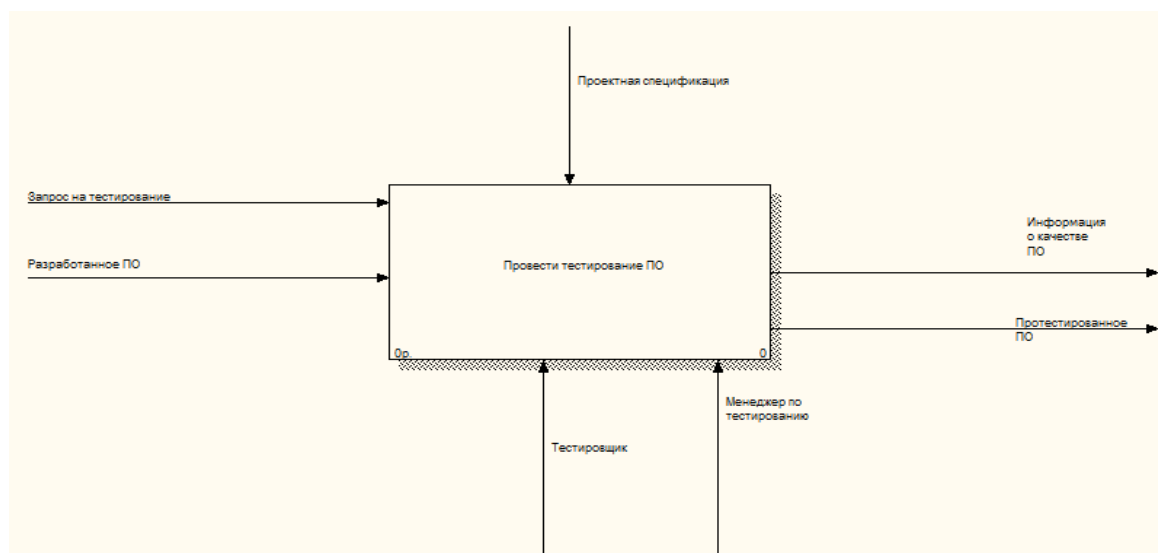 Проектная спецификация
Запрос на тестирование
Разработанное ПО
Провести тестирование ПО
0р.
0
Информация
о качестве
ПО
Протестированное
ПО
Тестировщик
Менеджер по
тестированию